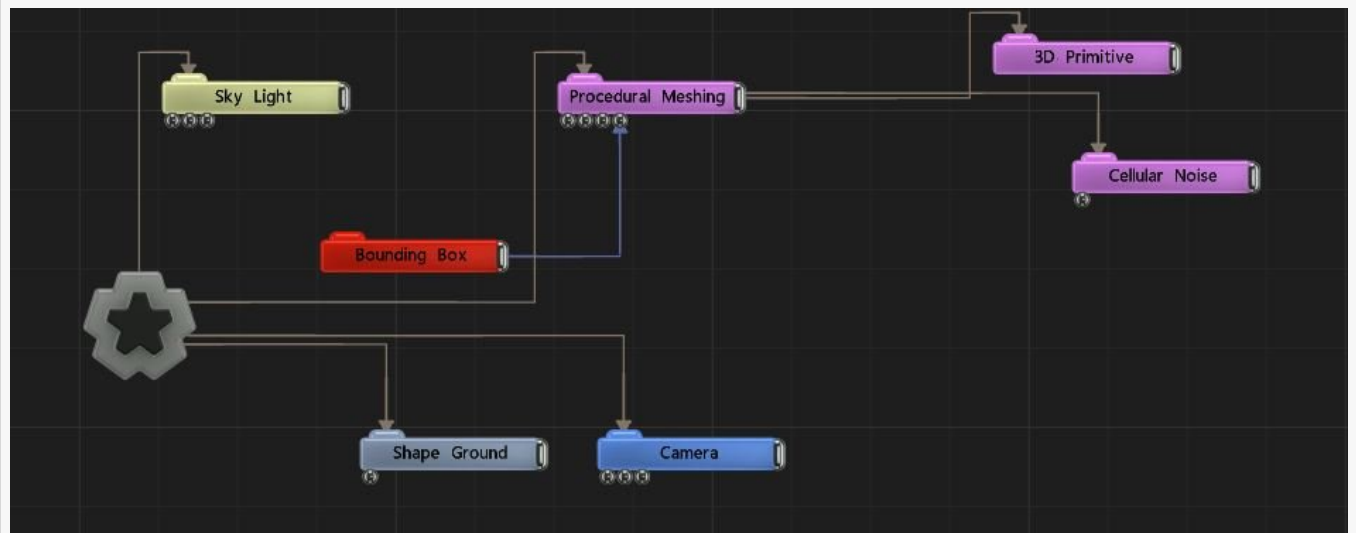 3D Primitive
Sky Light
Procedural Meshing
Cellular Noise
Bounding Box
Shape Ground
Camera